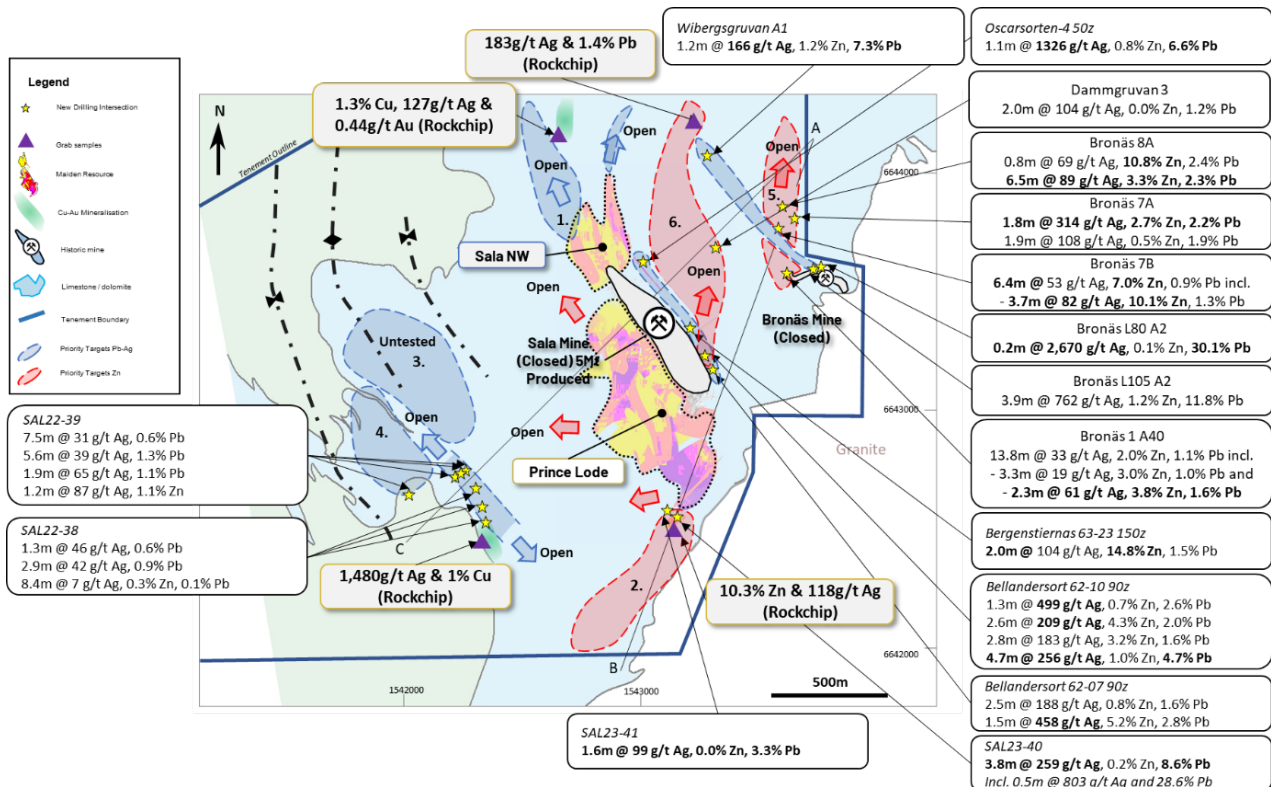 Wibergsgruvan A1
1.2m @ 166 g/t Ag, 1.2% Zn, 7.3% Pb
Oscarsorten-4 50z
1.1m @ 1326 g/t Ag, 0.8% Zn, 6.6% Pb
183g/t Ag & 1.4% Pb
(Rockchip)
1.3% Cu, 127g/t Ag &
0.44g/t Au (Rockchip)
Legend
New Drilling Intersection
Grab samples
Maiden Resource
Cu-Au Mineralisation
Historic mine
Limestone / dolomite
Tenement Boundary
Priority Targets Pb-Ag
Priority Targets Zn
N
Tenement Outline
Open
Open
Open
Open
A
1.
6.
5.
6644000
Sala NW
Open
Sala Mine
(Closed) 5Mt
Produced
Bronäs Mine
(Closed)
Untested
3.
Open
4.
Open
Prince Lode
6643000
Granite
C
Open
2.
B
6642000
1542000
1543000
500m
Dammgruvan 3
2.0m @ 104 g/t Ag, 0.0% Zn, 1.2% Pb
Bronäs 8A
0.8m @ 69 g/t Ag, 10.8% Zn, 2.4% Pb
6.5m @ 89 g/t Ag, 3.3% Zn, 2.3% Pb
Bronäs 7A
1.8m @ 314 g/t Ag, 2.7% Zn, 2.2% Pb
1.9m @ 108 g/t Ag, 0.5% Zn, 1.9% Pb
Bronäs 7B
6.4m @ 53 g/t Ag, 7.0% Zn, 0.9% Pb incl.
- 3.7m @ 82 g/t Ag, 10.1% Zn, 1.3% Pb
Bronäs L80 A2
0.2m @ 2,670 g/t Ag, 0.1% Zn, 30.1% Pb
Bronäs L105 A2
3.9m @ 762 g/t Ag, 1.2% Zn, 11.8% Pb
Bronäs 1 A40
13.8m @ 33 g/t Ag, 2.0% Zn, 1.1% Pb incl.
- 3.3m @ 19 g/t Ag, 3.0% Zn, 1.0% Pb and
- 2.3m @ 61 g/t Ag, 3.8% Zn, 1.6% Pb
Bergenstiernas 63-23 150z
2.0m @ 104 g/t Ag, 14.8% Zn, 1.5% Pb
Bellandersort 62-10 90z
1.3m @ 499 g/t Ag, 0.7% Zn, 2.6% Pb
2.6m @ 209 g/t Ag, 4.3% Zn, 2.0% Pb
2.8m @ 183 g/t Ag, 3.2% Zn, 1.6% Pb
4.7m @ 256 g/t Ag, 1.0% Zn, 4.7% Pb
Bellandersort 62-07 90z
2.5m @ 188 g/t Ag, 0.8% Zn, 1.6% Pb
1.5m @ 458 g/t Ag, 5.2% Zn, 2.8% Pb
SAL23-40
3.8m @ 259 g/t Ag, 0.2% Zn, 8.6% Pb
Incl. 0.5m @ 803 g/t Ag and 28.6% Pb
SAL22-39
7.5m @ 31 g/t Ag, 0.6% Pb
5.6m @ 39 g/t Ag, 1.3% Pb
1.9m @ 65 g/t Ag, 1.1% Pb
1.2m @ 87 g/t Ag, 1.1% Zn
SAL22-38
1.3m @ 46 g/t Ag, 0.6% Pb
2.9m @ 42 g/t Ag, 0.9% Pb
8.4m @ 7 g/t Ag, 0.3% Zn, 0.1% Pb
1,480g/t Ag & 1% Cu
(Rockchip)
10.3% Zn & 118g/t Ag
(Rockchip)
SAL23-41
1.6m @ 99 g/t Ag, 0.0% Zn, 3.3% Pb